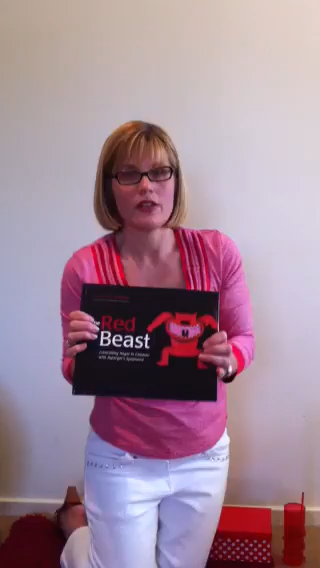 Red
Beast
Controlling Anger in Children
with Asperger's Syndrome